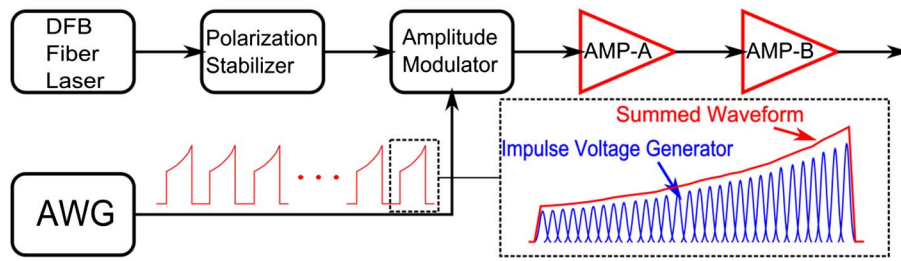 DFB
Fiber
Laser
Polarization
Stabilizer
Amplitude
Modulator
AMP-A
AMP-B
Summed Waveform
Impulse Voltage Generator
AWG